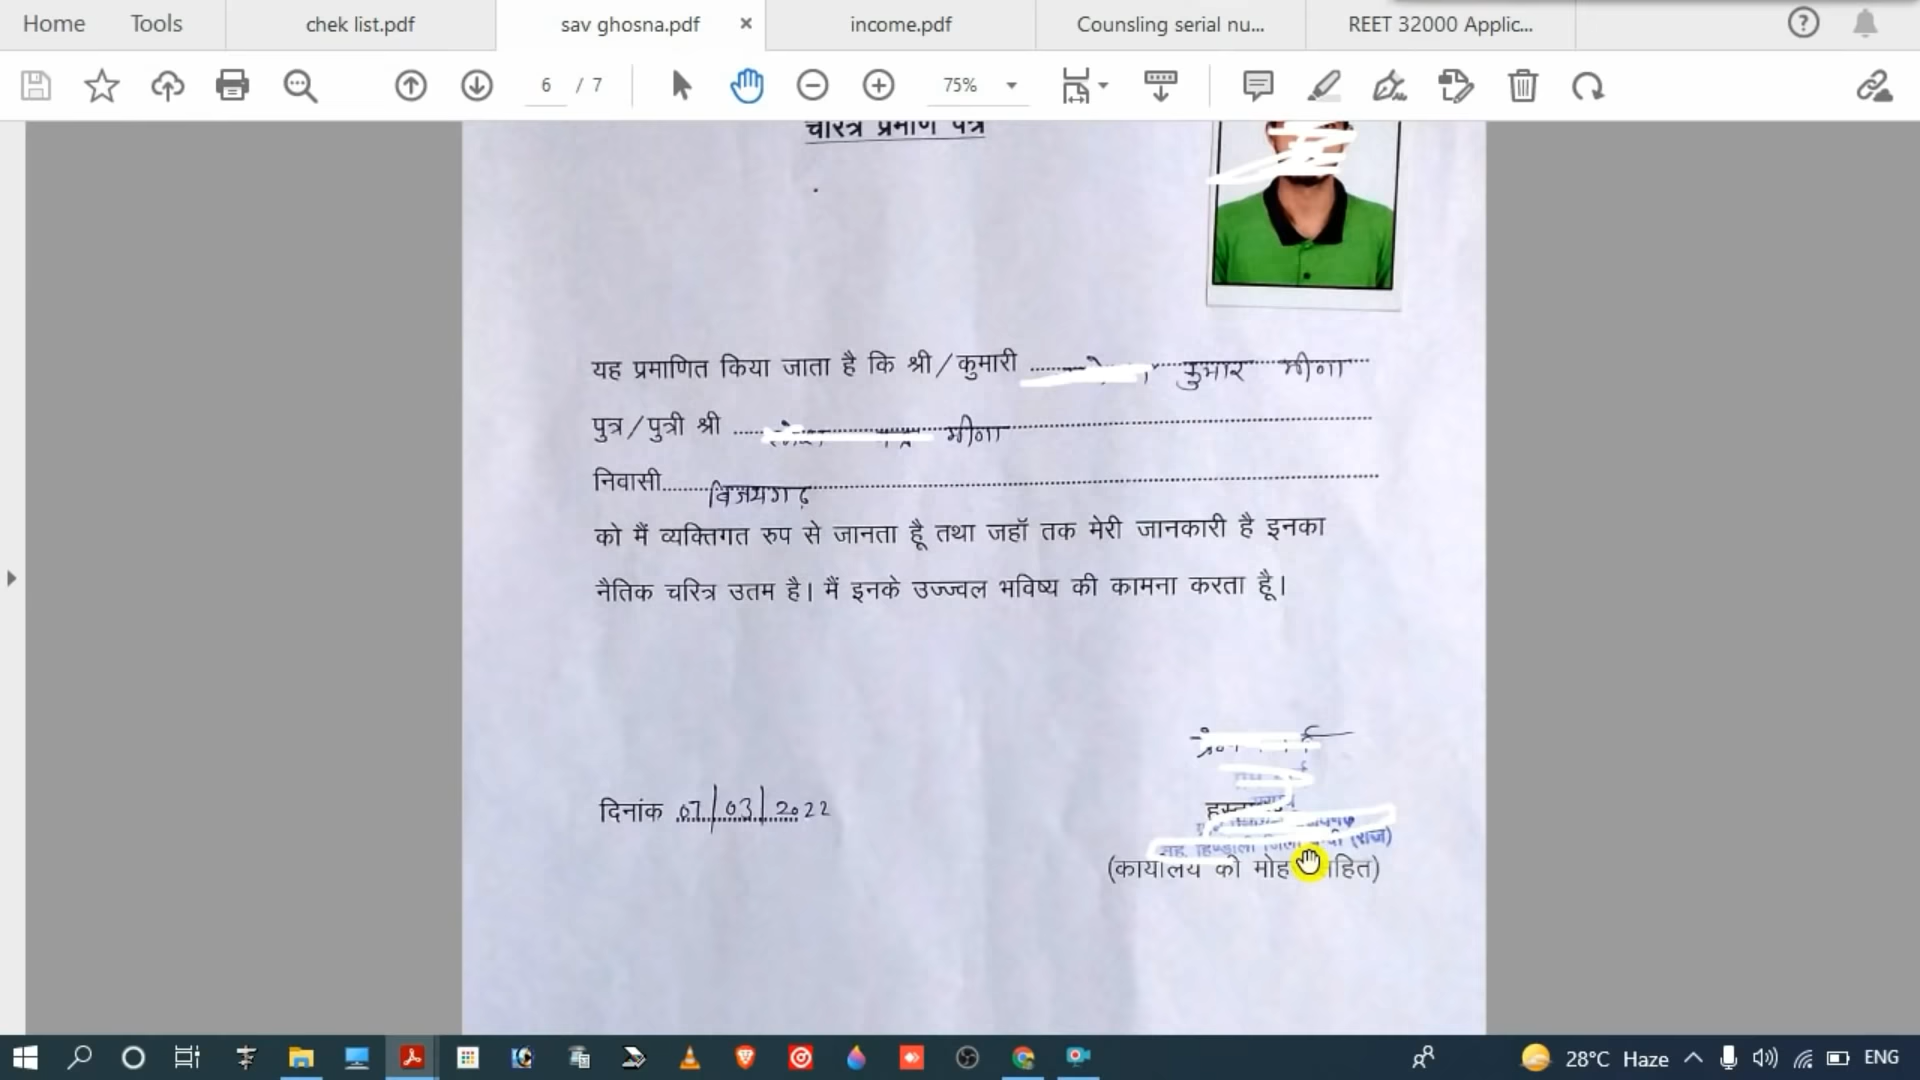 Home Tools chek list.pdf sav ghosna.pdf × income.pdf Counsling serial nu... REET 32000 Applic...
6 / 7 75%
चरित्र प्रमाण पत्र
यह प्रमाणित किया जाता है कि श्री/कुमारी कुमार मीणा
पुत्र/पुत्री श्री मीणा
निवासी विजयगढ़
को मैं व्यक्तिगत रुप से जानता हूँ तथा जहॉ तक मेरी जानकारी है इनका
नैतिक चरित्र उतम है। मैं इनके उज्ज्वल भविष्य की कामना करता हूँ।
दिनांक 07/03/2022
(राज)
(कार्यालय की
28°C Haze ENG